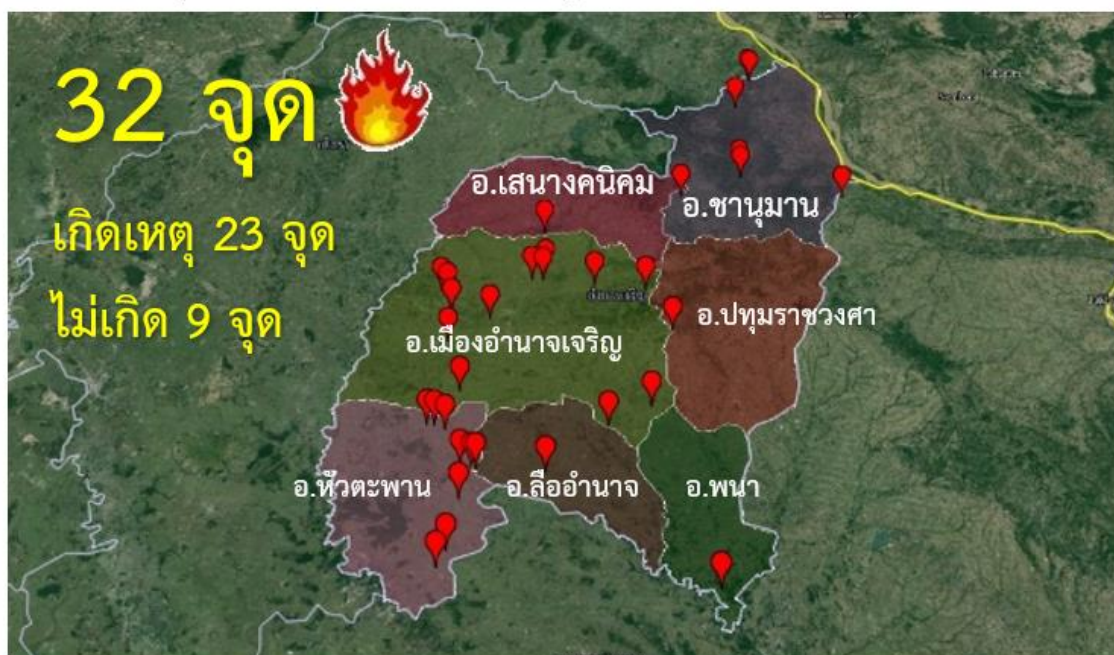 32 จุด
เกิดเหตุ 23 จุด
ไม่เกิด 9 จุด
อ.เสนางคนิคม
อ.ชานุมาน
อ.ปทุมราชวงศา
อ.เมืองอำนาจเจริญ
อ.หัวตะพาน
อ.ลืออำนาจ
อ.พนา